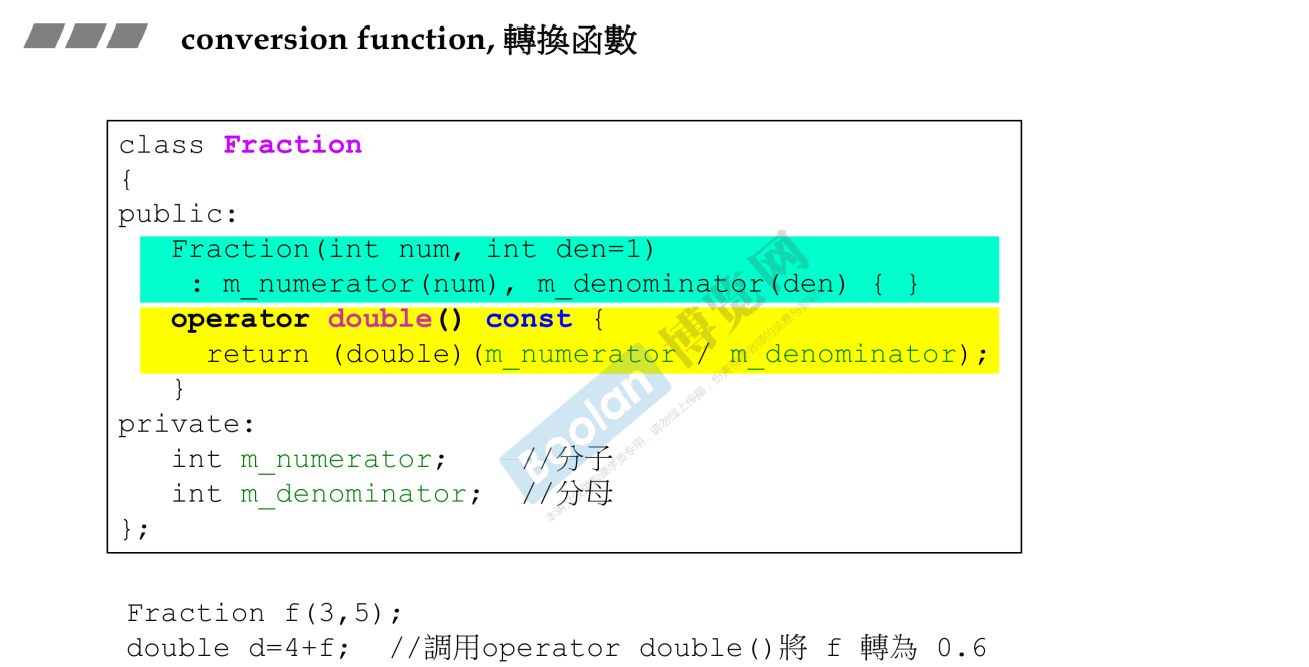 conversion function, 轉換函數
class Fraction
{
public:
Fraction(int num, int den=1)
: m_numerator(num), m_denominator(den) { }
operator double() const {
return (double)(m_numerator / m_denominator);
}
private:
int m_numerator; //分子
int m_denominator; //分母
};
Boolan 博览网
Fraction f(3,5);
double d=4+f; //調用operator double()將 f 轉為 0.6